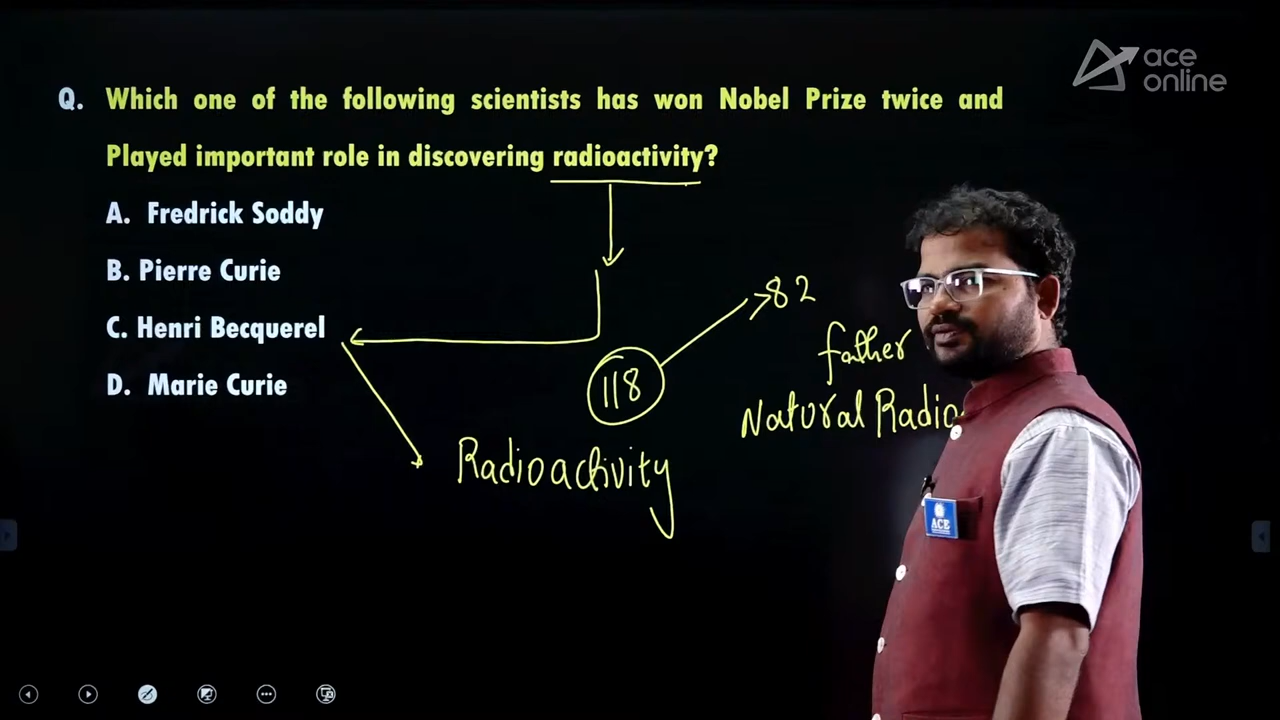 ace
online
Q. Which one of the following scientists has won Nobel Prize twice and
Played important role in discovering radioactivity?
A. Fredrick Soddy
B. Pierre Curie
C. Henri Becquerel
D. Marie Curie
>82
father
118
Natural Radio
Radioactivity
ACE